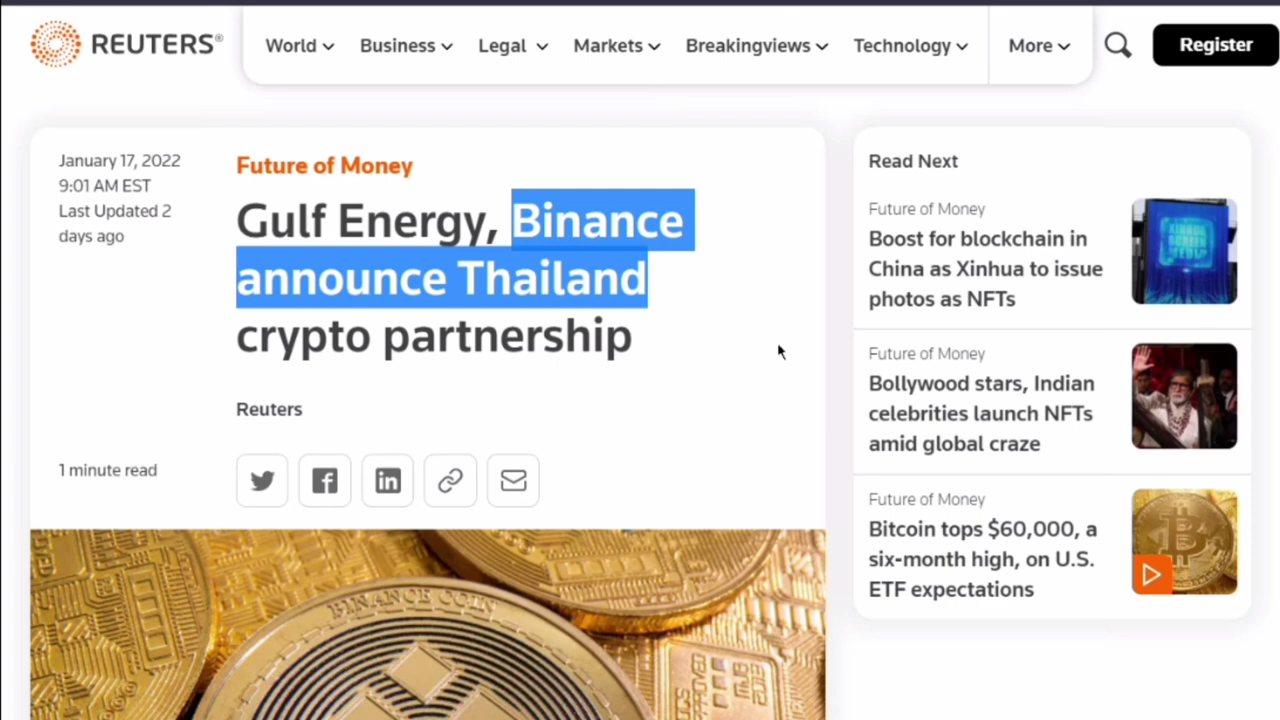 REUTERS®
World
Business
Legal
Markets
Breakingviews
Technology
More
Register
January 17, 2022
9:01 AM EST
Last Updated 2
days ago
Future of Money
Gulf Energy, Binance
announce Thailand
crypto partnership
Reuters
1 minute read
BINANCE COIN
Read Next
Future of Money
Boost for blockchain in
China as Xinhua to issue
photos as NFTs
Future of Money
Bollywood stars, Indian
celebrities launch NFTs
amid global craze
Future of Money
Bitcoin tops $60,000, a
six-month high, on U.S.
ETF expectations